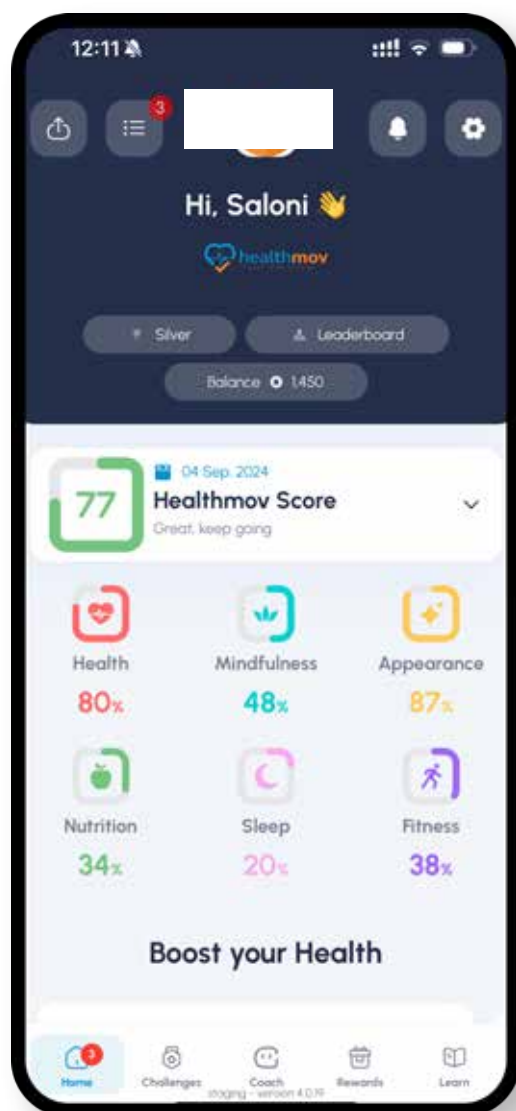 12:11
3
Hi, Saloni 👋
healthmov
Silver
Leaderboard
Balance 1,450
04 Sep, 2024
77
Healthmov Score
Great, keep going
Health
Mindfulness
Appearance
80%
48%
87%
Nutrition
Sleep
Fitness
34%
20%
38%
Boost your Health
3
Home
Challenges
Coach
Rewards
Learn
staging - version 4.0.19